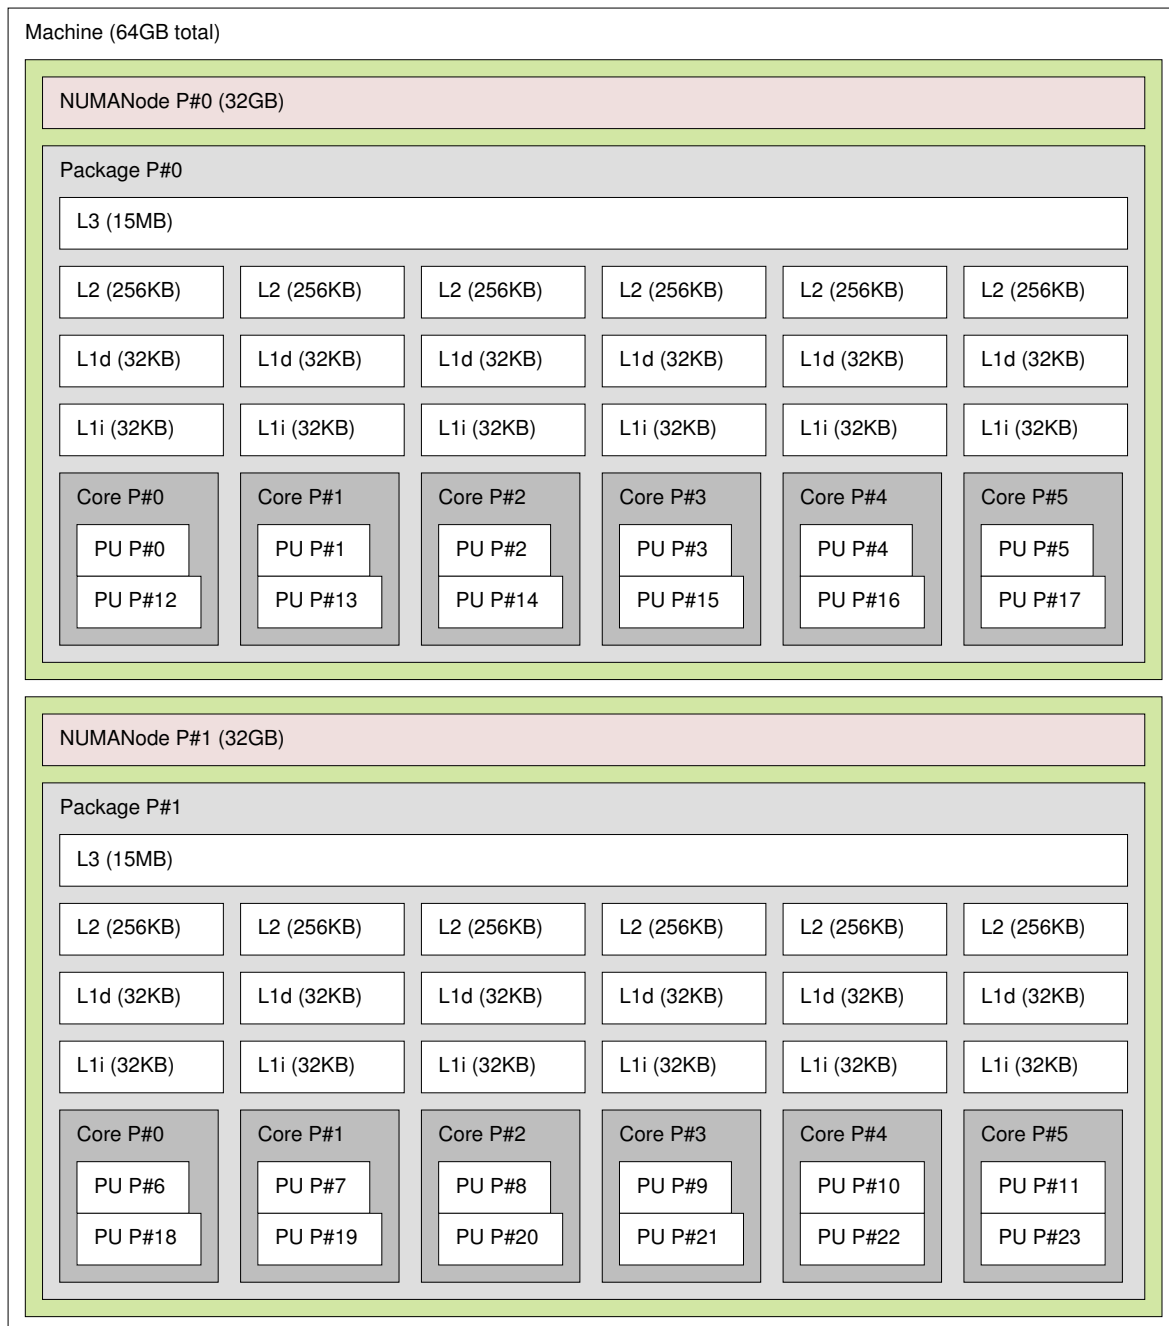 Machine (64GB total)
NUMANode P#0 (32GB)
Package P#0
L3 (15MB)
L2 (256KB) L2 (256KB) L2 (256KB) L2 (256KB) L2 (256KB) L2 (256KB)
L1d (32KB) L1d (32KB) L1d (32KB) L1d (32KB) L1d (32KB) L1d (32KB)
L1i (32KB) L1i (32KB) L1i (32KB) L1i (32KB) L1i (32KB) L1i (32KB)
Core P#0 Core P#1 Core P#2 Core P#3 Core P#4 Core P#5
PU P#0 PU P#1 PU P#2 PU P#3 PU P#4 PU P#5
PU P#12 PU P#13 PU P#14 PU P#15 PU P#16 PU P#17
NUMANode P#1 (32GB)
Package P#1
L3 (15MB)
L2 (256KB) L2 (256KB) L2 (256KB) L2 (256KB) L2 (256KB) L2 (256KB)
L1d (32KB) L1d (32KB) L1d (32KB) L1d (32KB) L1d (32KB) L1d (32KB)
L1i (32KB) L1i (32KB) L1i (32KB) L1i (32KB) L1i (32KB) L1i (32KB)
Core P#0 Core P#1 Core P#2 Core P#3 Core P#4 Core P#5
PU P#6 PU P#7 PU P#8 PU P#9 PU P#10 PU P#11
PU P#18 PU P#19 PU P#20 PU P#21 PU P#22 PU P#23